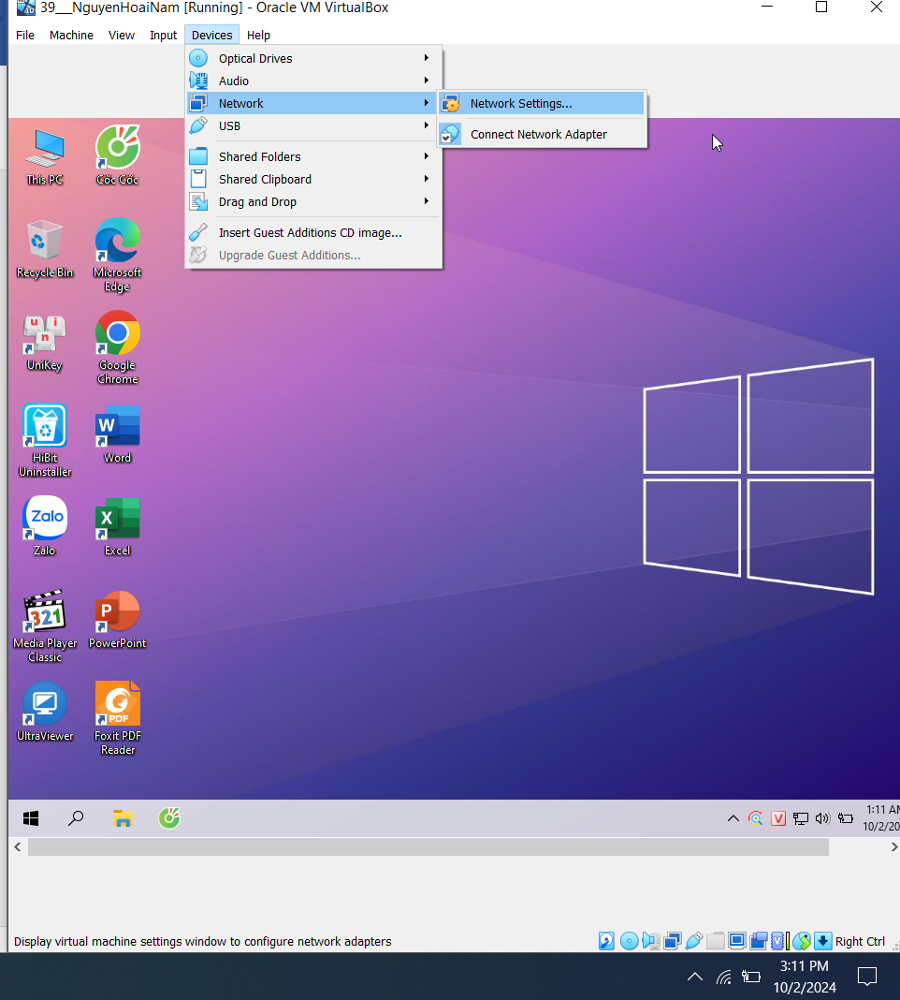 39___NguyenHoaiNam [Running] - Oracle VM VirtualBox
File Machine View Input Devices Help
Optical Drives
Audio
Network
USB
Shared Folders
Shared Clipboard
Drag and Drop
Insert Guest Additions CD image...
Upgrade Guest Additions...
Network Settings...
Connect Network Adapter
This PC
Cốc Cốc
Recycle Bin
Microsoft
Edge
u i
n
UniKey
Google
Chrome
HiBit
Uninstaller
W
Word
Zalo
Zalo
X
Excel
321
Media Player
Classic
P
PowerPoint
UltraViewer
PDF
Foxit PDF
Reader
V
1:11 AM
10/2/20
Display virtual machine settings window to configure network adapters
V
Right Ctrl
3:11 PM
10/2/2024